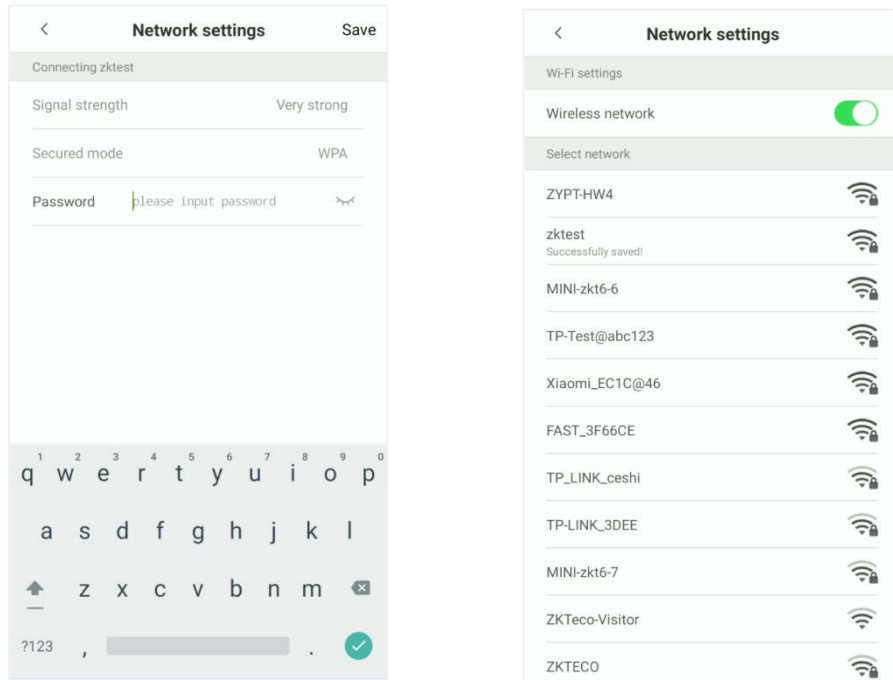 Network settings Save
Connecting zktest
Signal strength Very strong
Secured mode WPA
Password please input password
1 2 3 4 5 6 7 8 9 0
q w e r t y u i o p
a s d f g h j k l
z x c v b n m
?123 , .
Network settings
Wi-Fi settings
Wireless network
Select network
ZYPT-HW4
zktest
Successfully saved!
MINI-zkt6-6
TP-Test@abc123
Xiaomi_EC1C@46
FAST_3F66CE
TP_LINK_ceshi
TP-LINK_3DEE
MINI-zkt6-7
ZKTeco-Visitor
ZKTECO